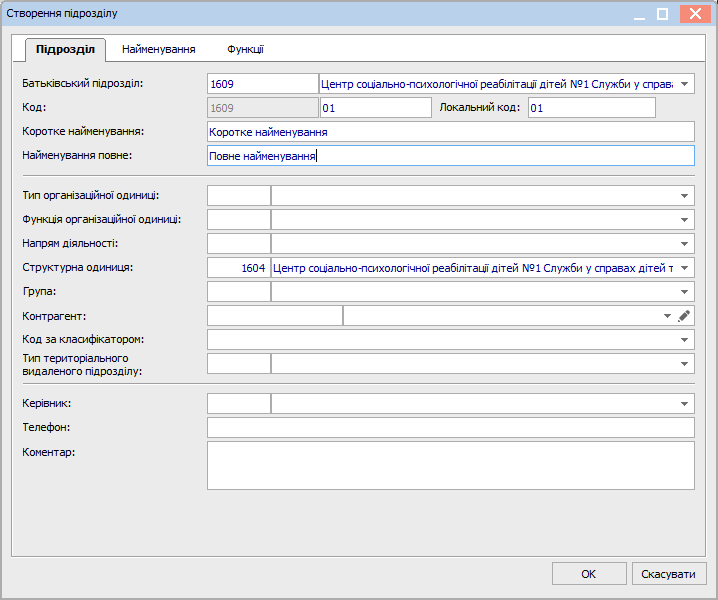 Створення підрозділу
Підрозділ Найменування Функції
Батьківський підрозділ: 1609 Центр соціально-психологічної реабілітації дітей №1 Служби у справа
Код: 1609 01 Локальний код: 01
Коротке найменування: Коротке найменування
Найменування повне: Повне найменування
Тип організаційної одиниці:
Функція організаційної одиниці:
Напрям діяльності:
Структурна одиниця: 1604 Центр соціально-психологічної реабілітації дітей №1 Служби у справах дітей т
Група:
Контрагент:
Код за класифікатором:
Тип територіального
видаленого підрозділу:
Керівник:
Телефон:
Коментар:
ОК Скасувати